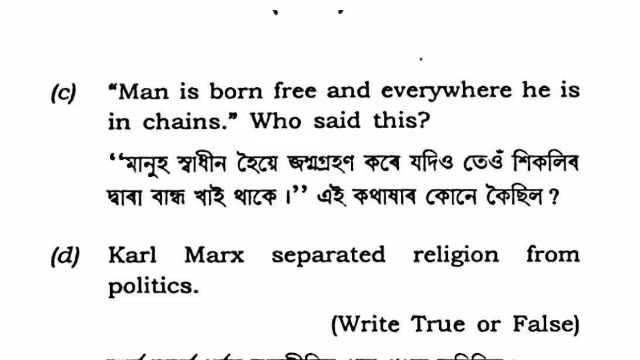 (c) “Man is born free and everywhere he is
in chains.” Who said this?
‘‘মানুহ স্বাধীন হৈয়ে জন্মগ্ৰহণ কৰে যদিও তেওঁ শিকলিৰ
দ্বাৰা বান্ধ খাই থাকে।’’ এই কথাষাৰ কোনে কৈছিল?
(d) Karl Marx separated religion from
politics.
(Write True or False)